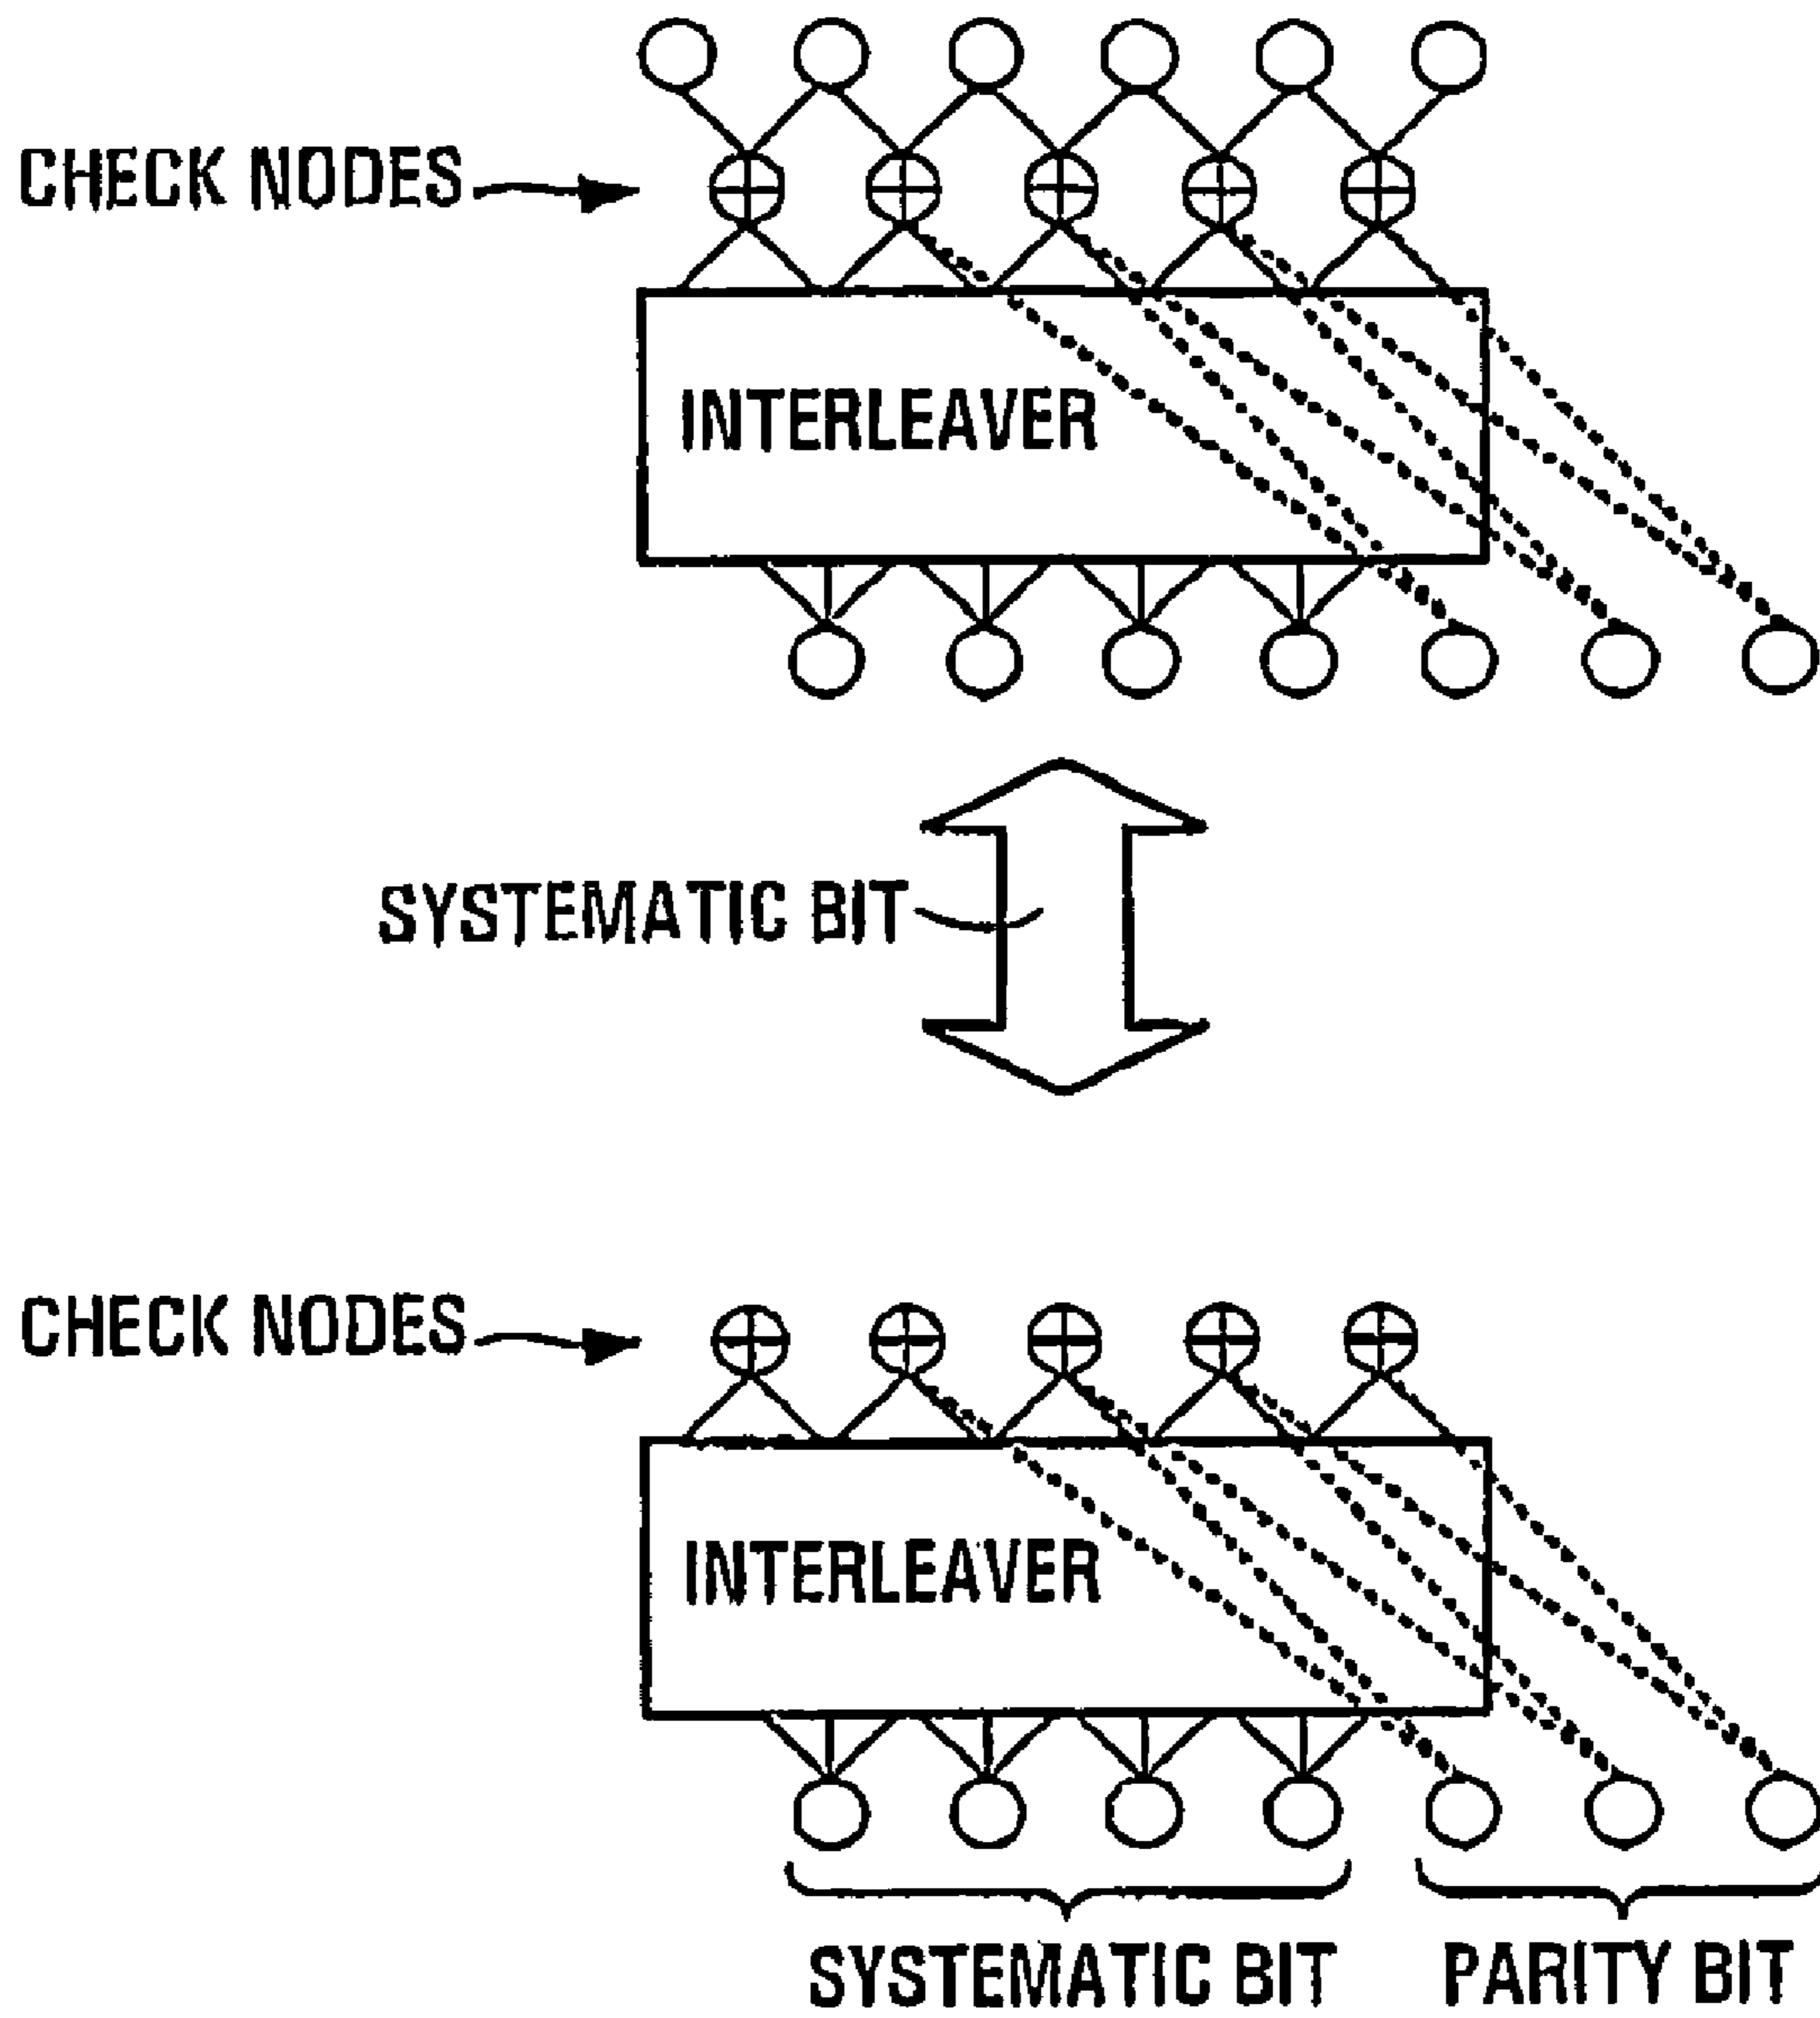 CHECK NODES
INTERLEAVER
SYSTEMATIC BIT
CHECK NODES
INTERLEAVER
SYSTEMATIC BIT
PARITY BIT